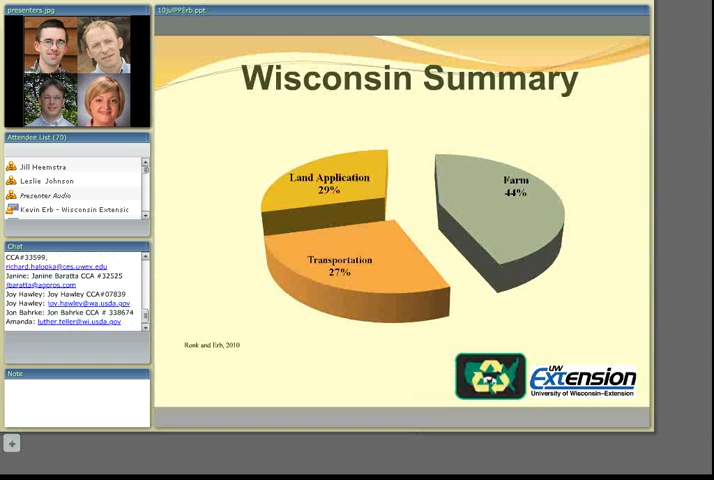 presenters.jpg
Attendee List (70)
Jill Heemstra
Leslie Johnson
Presenter Audio
Kevin Erb - Wisconsin Extensic
Chat
CCA#33599,
richard.halopka@ces.uwex.edu
Janine: Janine Baratta CCA #32525
jbaratta@agpros.com
Joy Hawley: Joy Hawley CCA#07839
Joy Hawley: joy.hawley@wa.usda.gov
Jon Bahrke: Jon Bahrke CCA # 338674
Amanda: luther.teller@wi.usda.gov
Note
10julPPErb.ppt
Wisconsin Summary
Land Application
29%
Farm
44%
Transportation
27%
Ronk and Erb, 2010
UW
Extension
University of Wisconsin-Extension